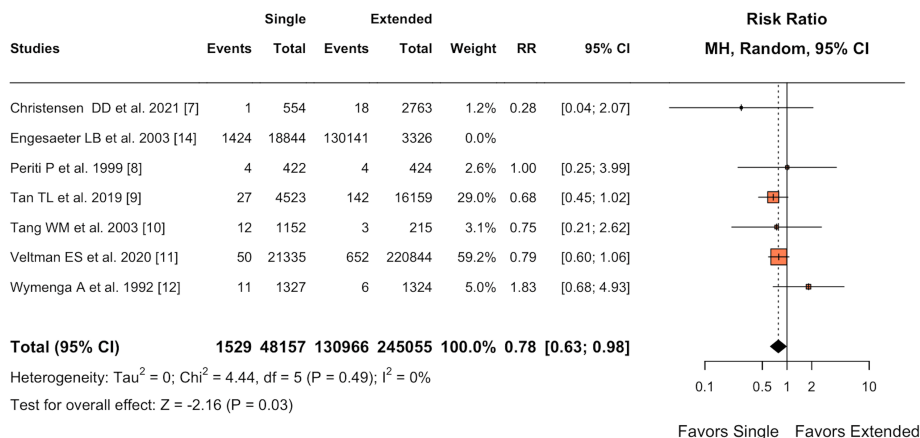 Single Extended Risk Ratio
Studies Events Total Events Total Weight RR 95% CI MH, Random, 95% CI
Christensen DD et al. 2021 [7] 1 554 18 2763 1.2% 0.28 [0.04; 2.07]
Engesaeter LB et al. 2003 [14] 1424 18844 130141 3326 0.0%
Periti P et al. 1999 [8] 4 422 4 424 2.6% 1.00 [0.25; 3.99]
Tan TL et al. 2019 [9] 27 4523 142 16159 29.0% 0.68 [0.45; 1.02]
Tang WM et al. 2003 [10] 12 1152 3 215 3.1% 0.75 [0.21; 2.62]
Veltman ES et al. 2020 [11] 50 21335 652 220844 59.2% 0.79 [0.60; 1.06]
Wymenga A et al. 1992 [12] 11 1327 6 1324 5.0% 1.83 [0.68; 4.93]
Total (95% CI) 1529 48157 130966 245055 100.0% 0.78 [0.63; 0.98]
Heterogeneity: Tau² = 0; Chi² = 4.44, df = 5 (P = 0.49); I² = 0%
Test for overall effect: Z = -2.16 (P = 0.03)
0.1 0.5 1 2 10
Favors Single Favors Extended